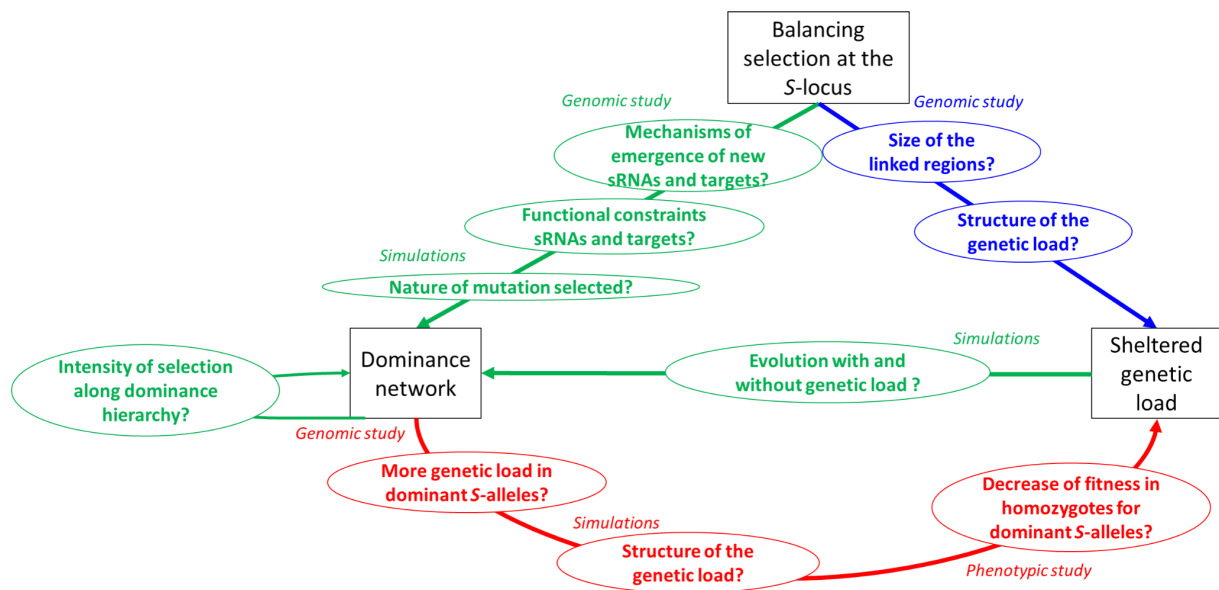 Balancing
selection at the
S-locus
Genomic study
Genomic study
Mechanisms of
emergence of new
sRNAs and targets?
Size of the
linked regions?
Functional constraints
sRNAs and targets?
Structure of the
genetic load?
Simulations
Nature of mutation selected?
Simulations
Intensity of selection
along dominance
hierarchy?
Dominance
network
Evolution with and
without genetic load ?
Sheltered
genetic
load
Genomic study
More genetic load in
dominant S-alleles?
Decrease of fitness in
homozygotes for
dominant S-alleles?
Simulations
Structure of the
genetic load?
Phenotypic study